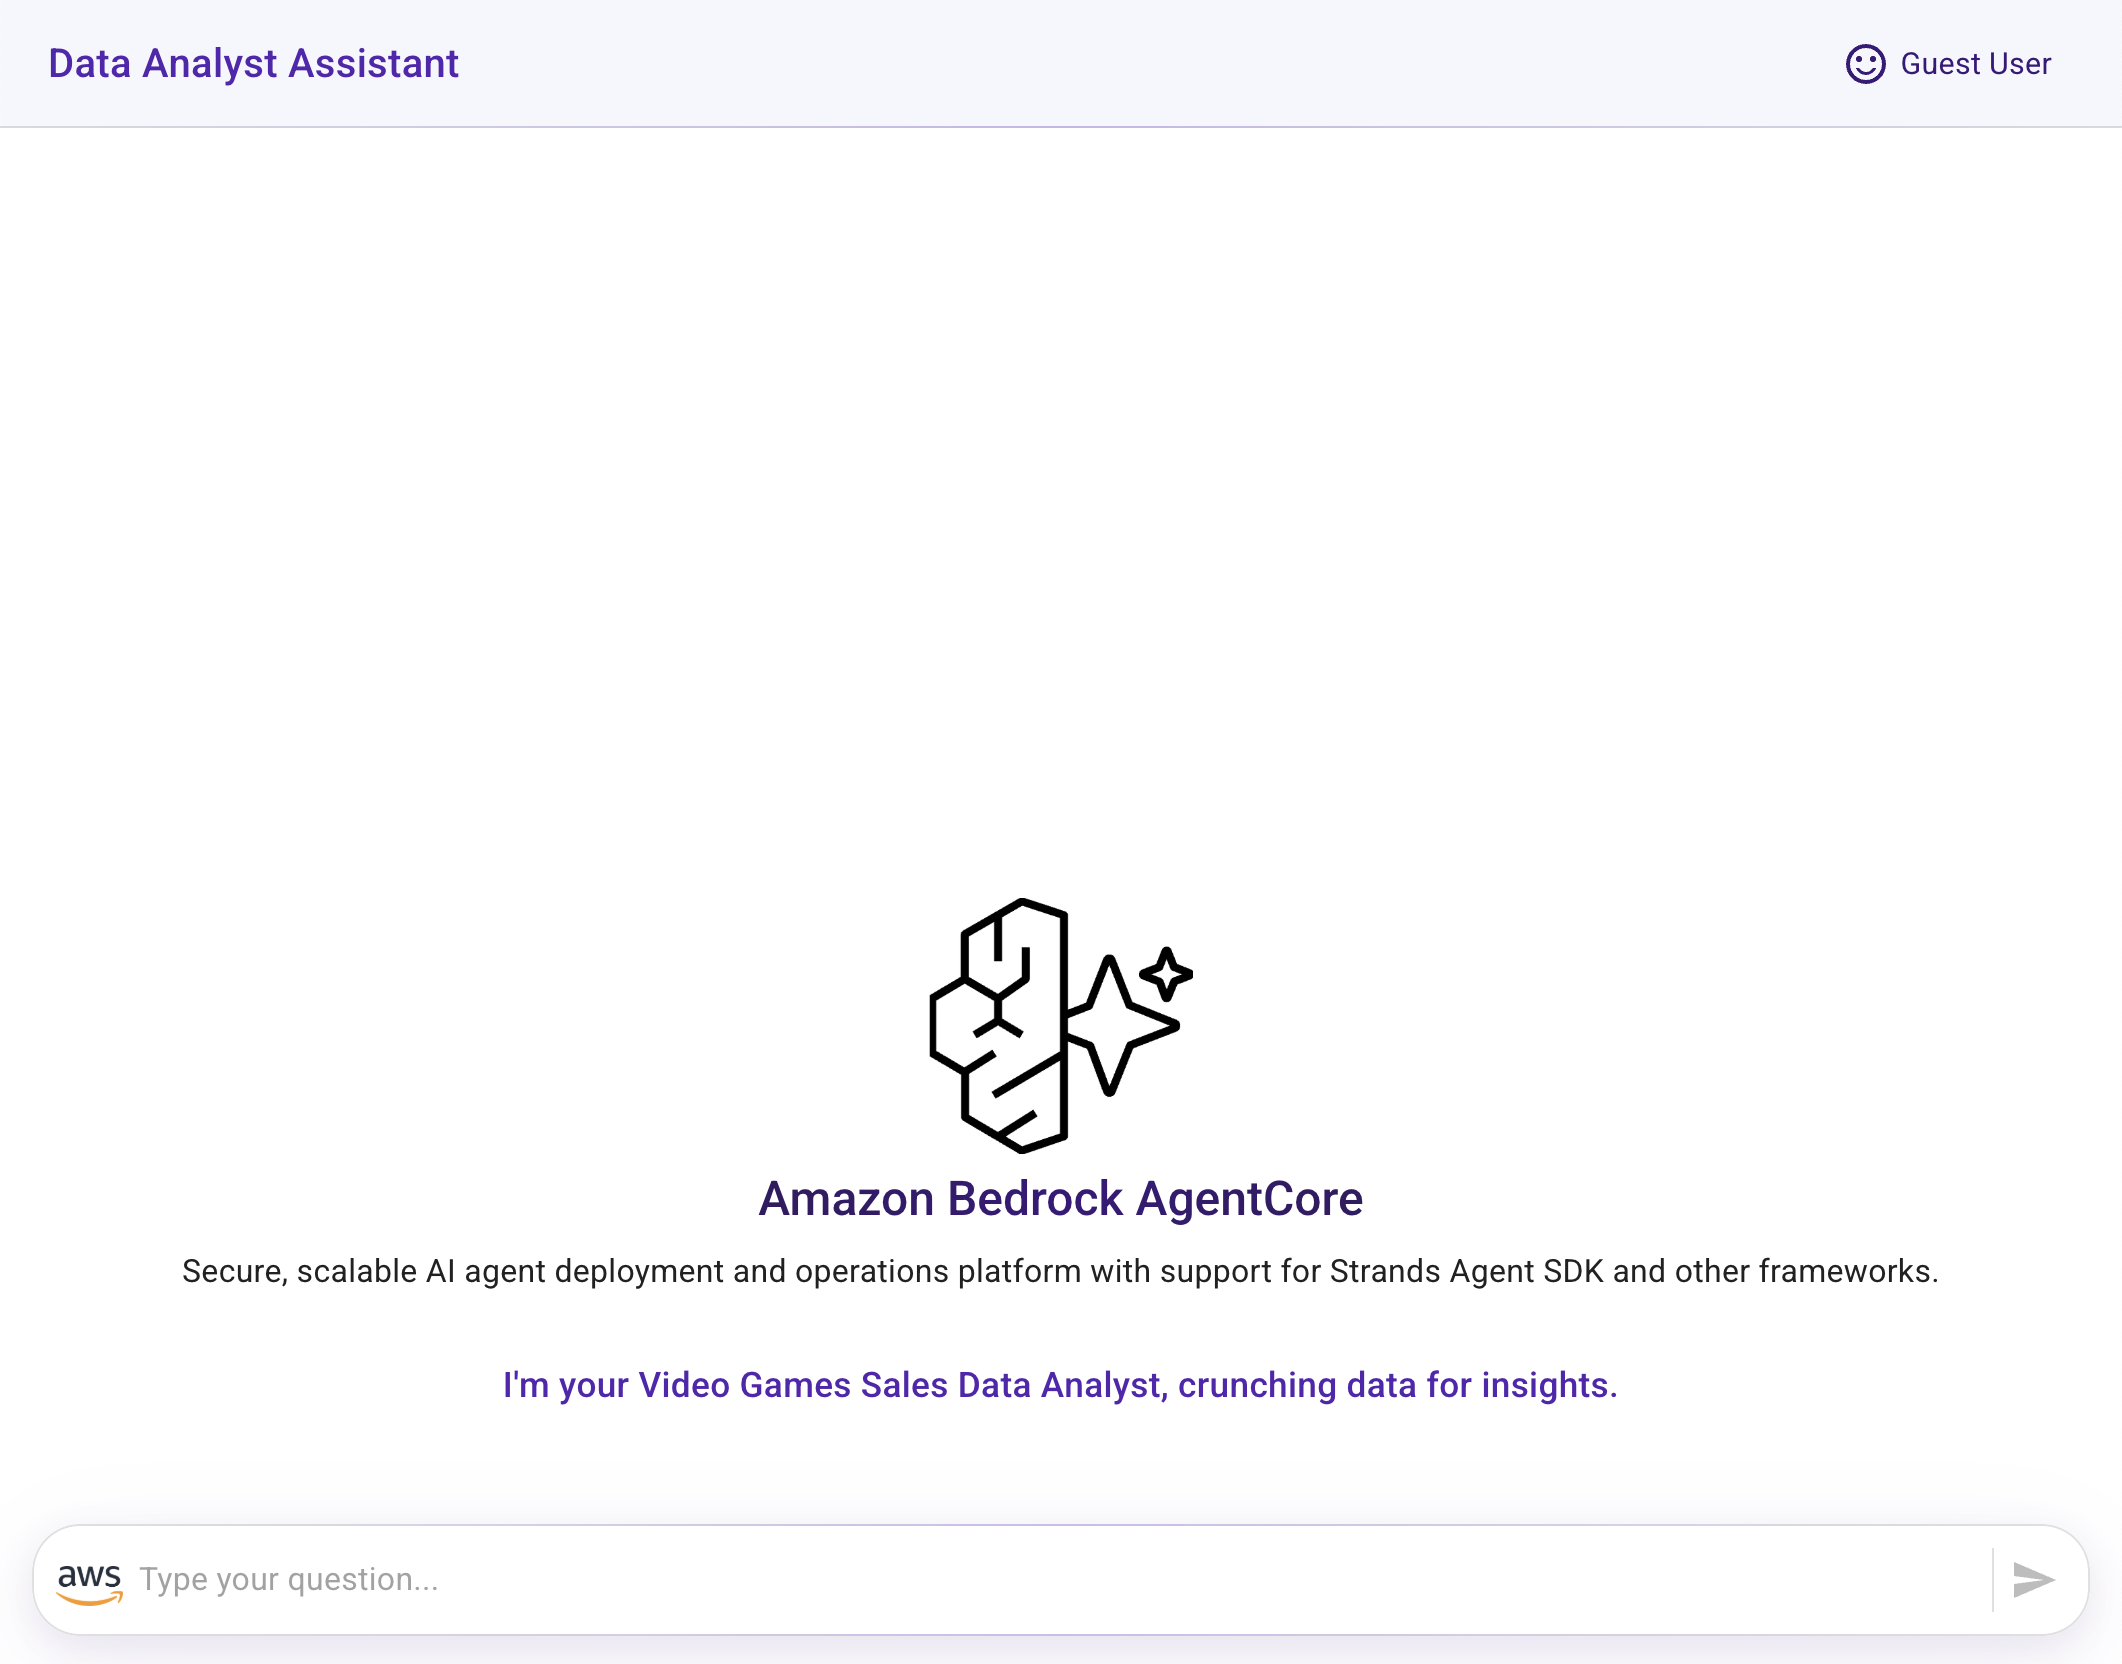 Data Analyst Assistant
Guest User
Amazon Bedrock AgentCore
Secure, scalable AI agent deployment and operations platform with support for Strands Agent SDK and other frameworks.
I'm your Video Games Sales Data Analyst, crunching data for insights.
aws Type your question...